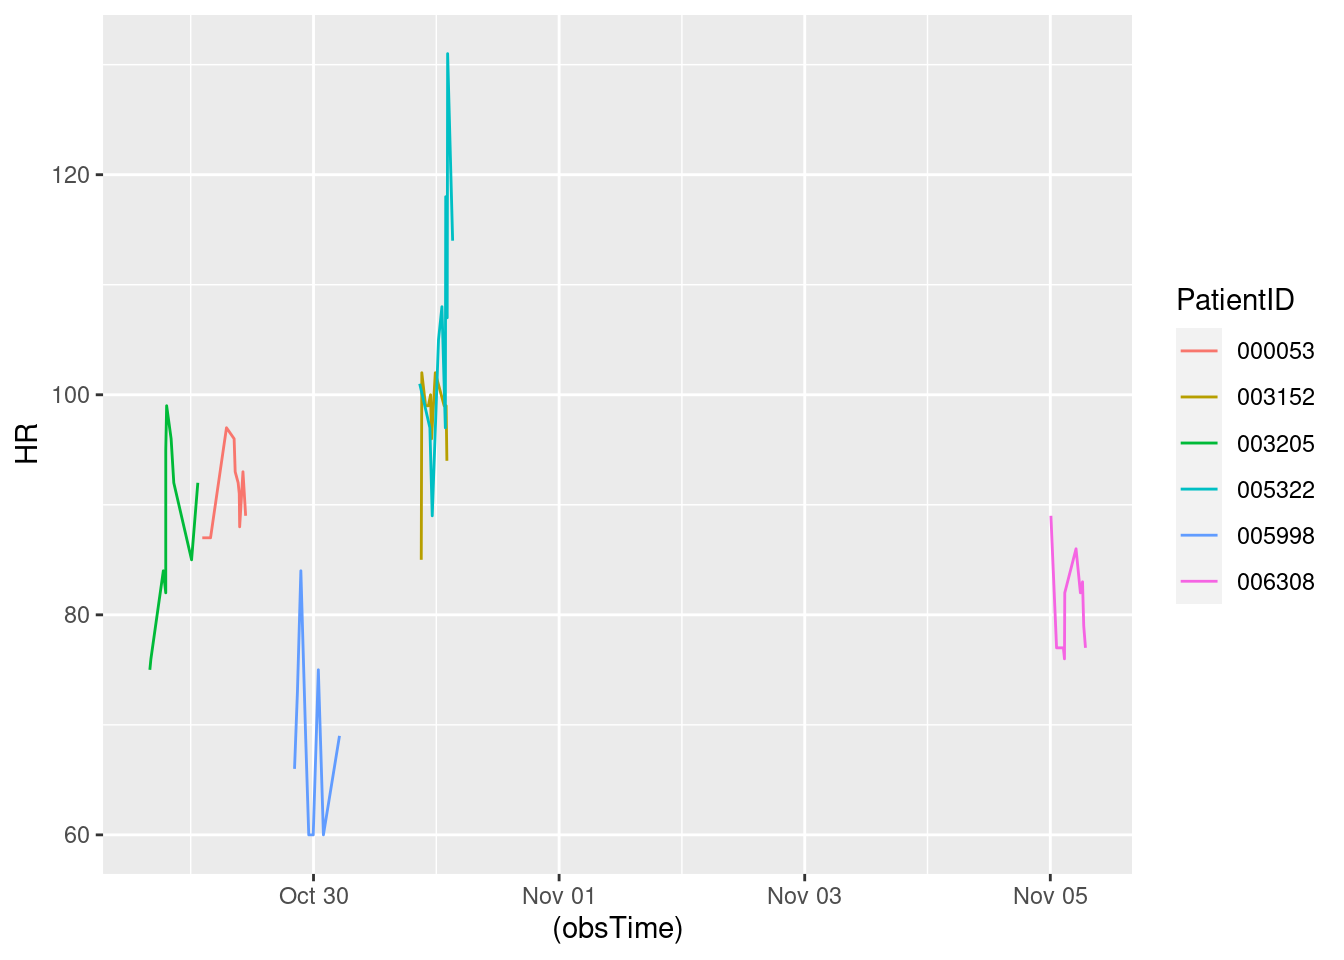 HR
120
100
80
60
Oct 30
Nov 01
Nov 03
Nov 05
(obsTime)
PatientID
000053
003152
003205
005322
005998
006308